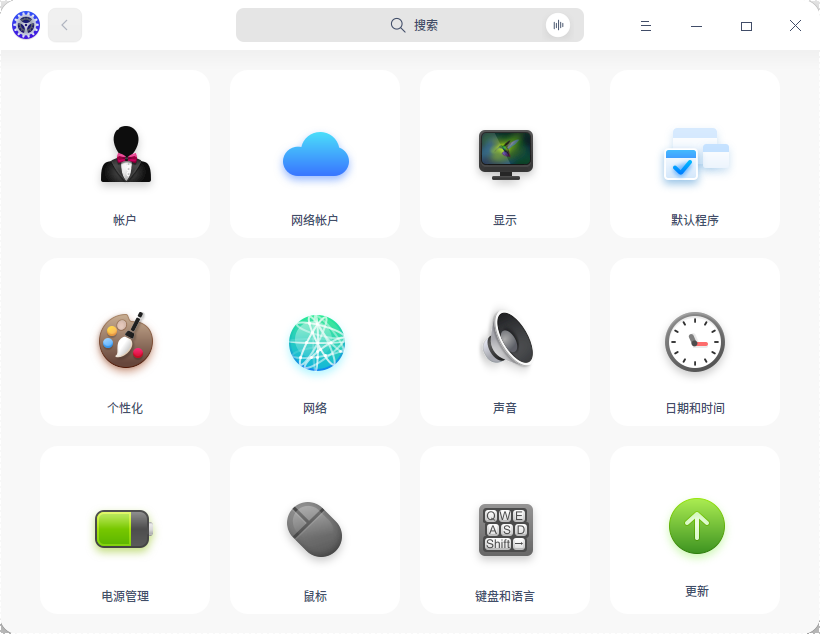 搜索
帐户
网络帐户
显示
默认程序
个性化
网络
声音
日期和时间
电源管理
Q W E
A S D
Shift →
鼠标
键盘和语言
更新